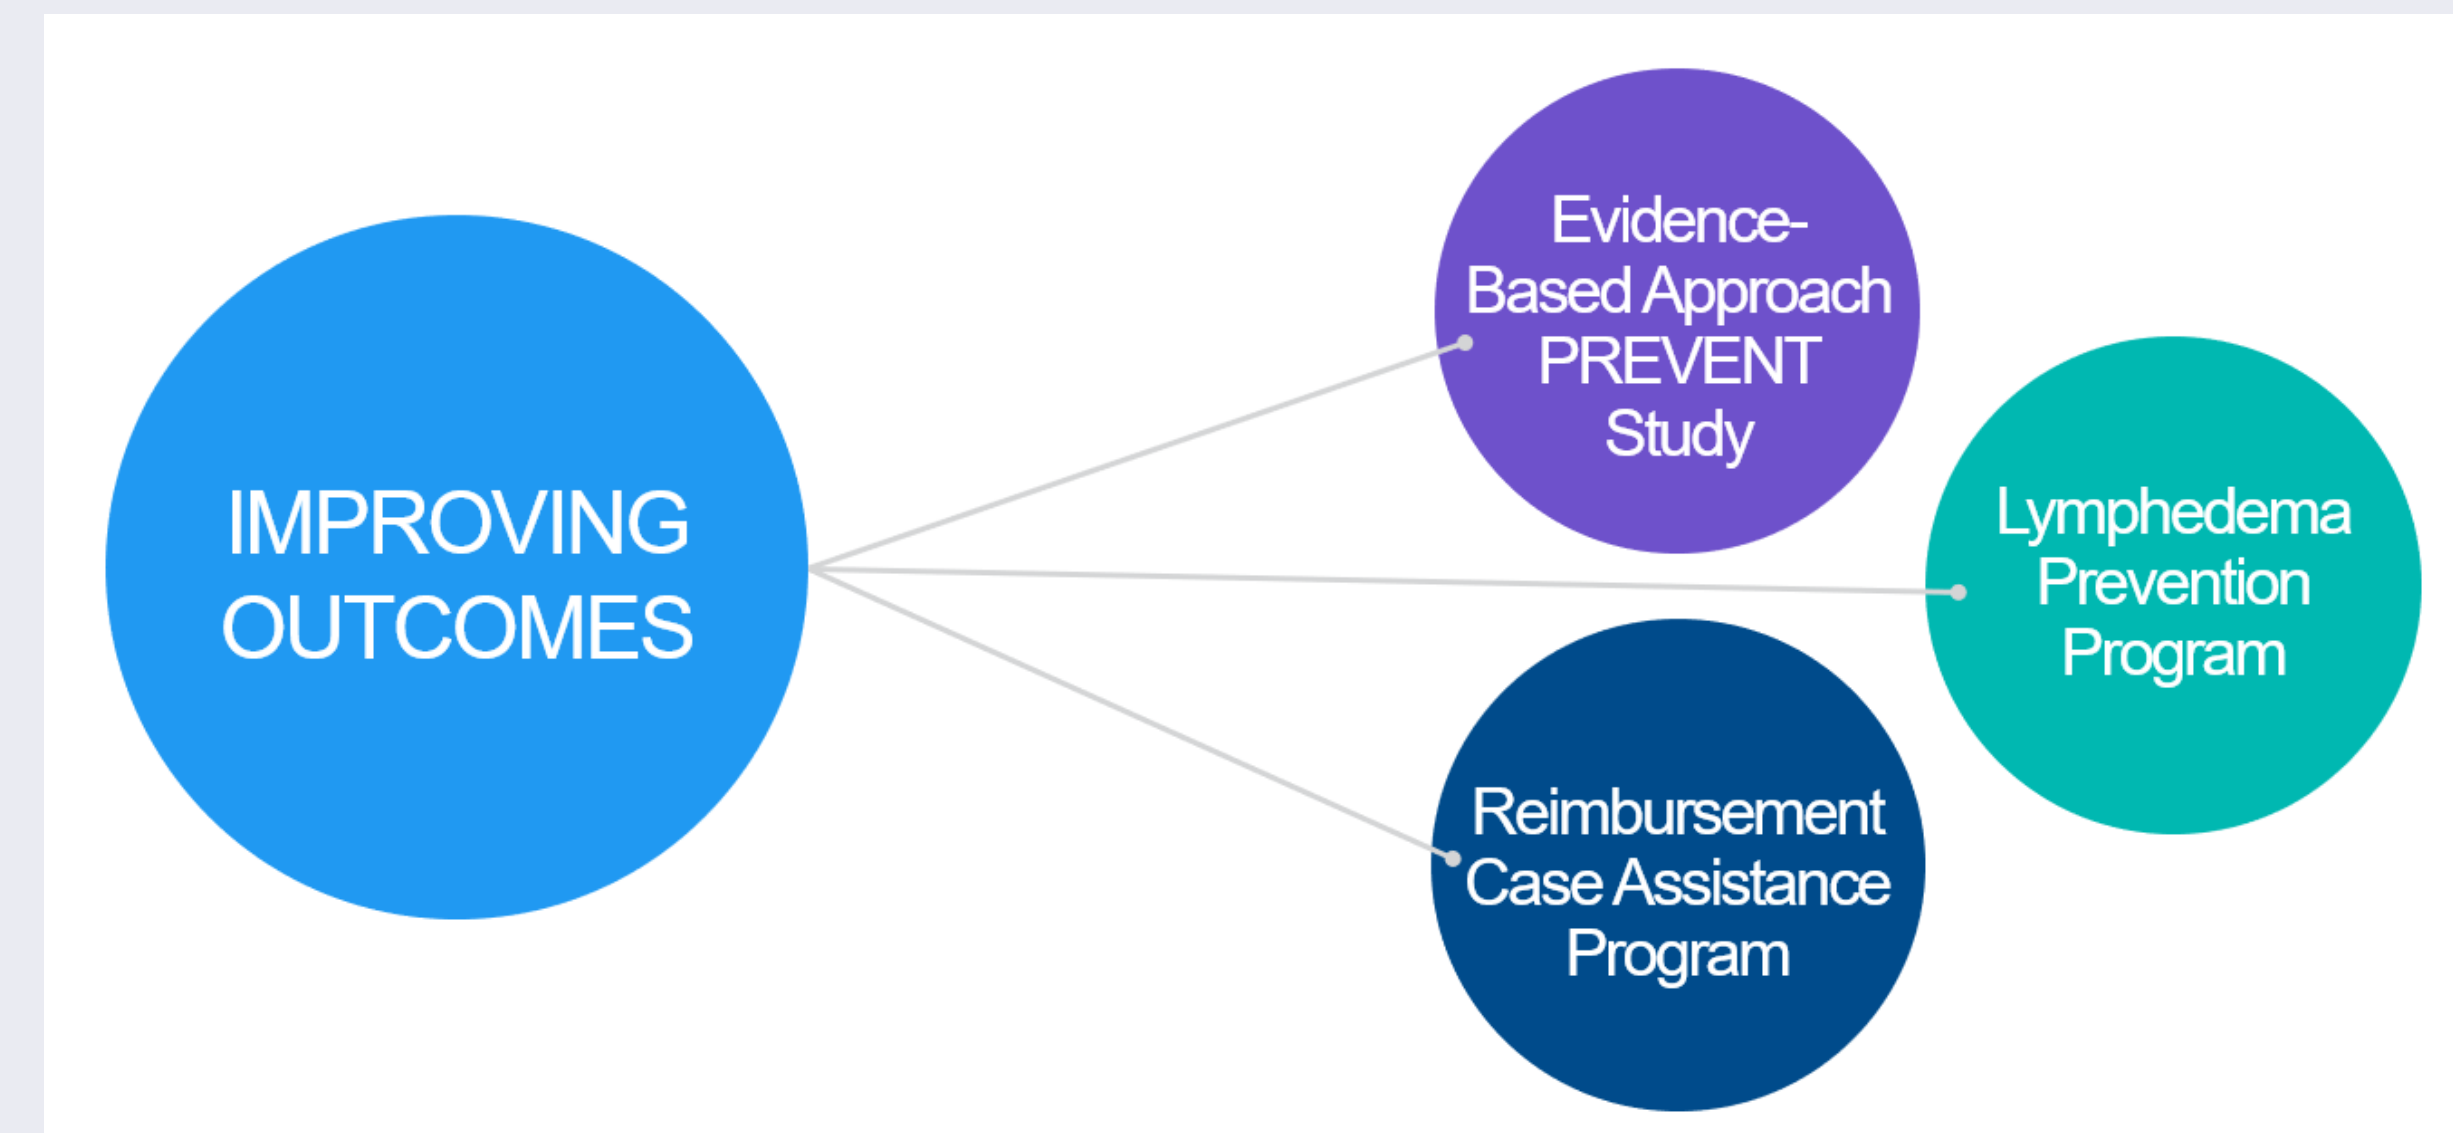 IMPROVING
OUTCOMES
Evidence-
Based Approach
PREVENT
Study
Lymphedema
Prevention
Program
Reimbursement
Case Assistance
Program